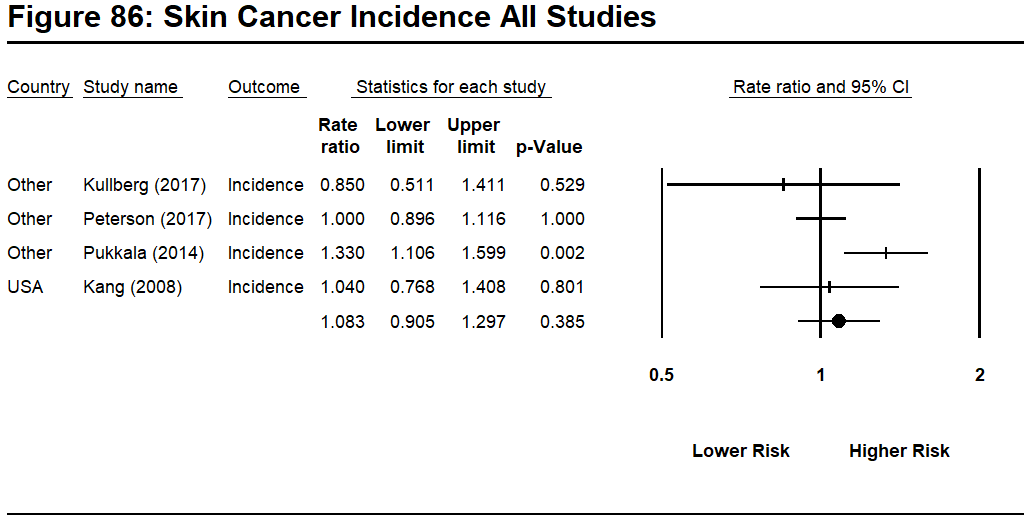 Figure 86: Skin Cancer Incidence All Studies
Country Study name Outcome Statistics for each study Rate ratio and 95% CI
Rate Lower Upper
ratio limit limit p-Value
Other Kullberg (2017) Incidence 0.850 0.511 1.411 0.529
Other Peterson (2017) Incidence 1.000 0.896 1.116 1.000
Other Pukkala (2014) Incidence 1.330 1.106 1.599 0.002
USA Kang (2008) Incidence 1.040 0.768 1.408 0.801
1.083 0.905 1.297 0.385
0.5 1 2
Lower Risk Higher Risk